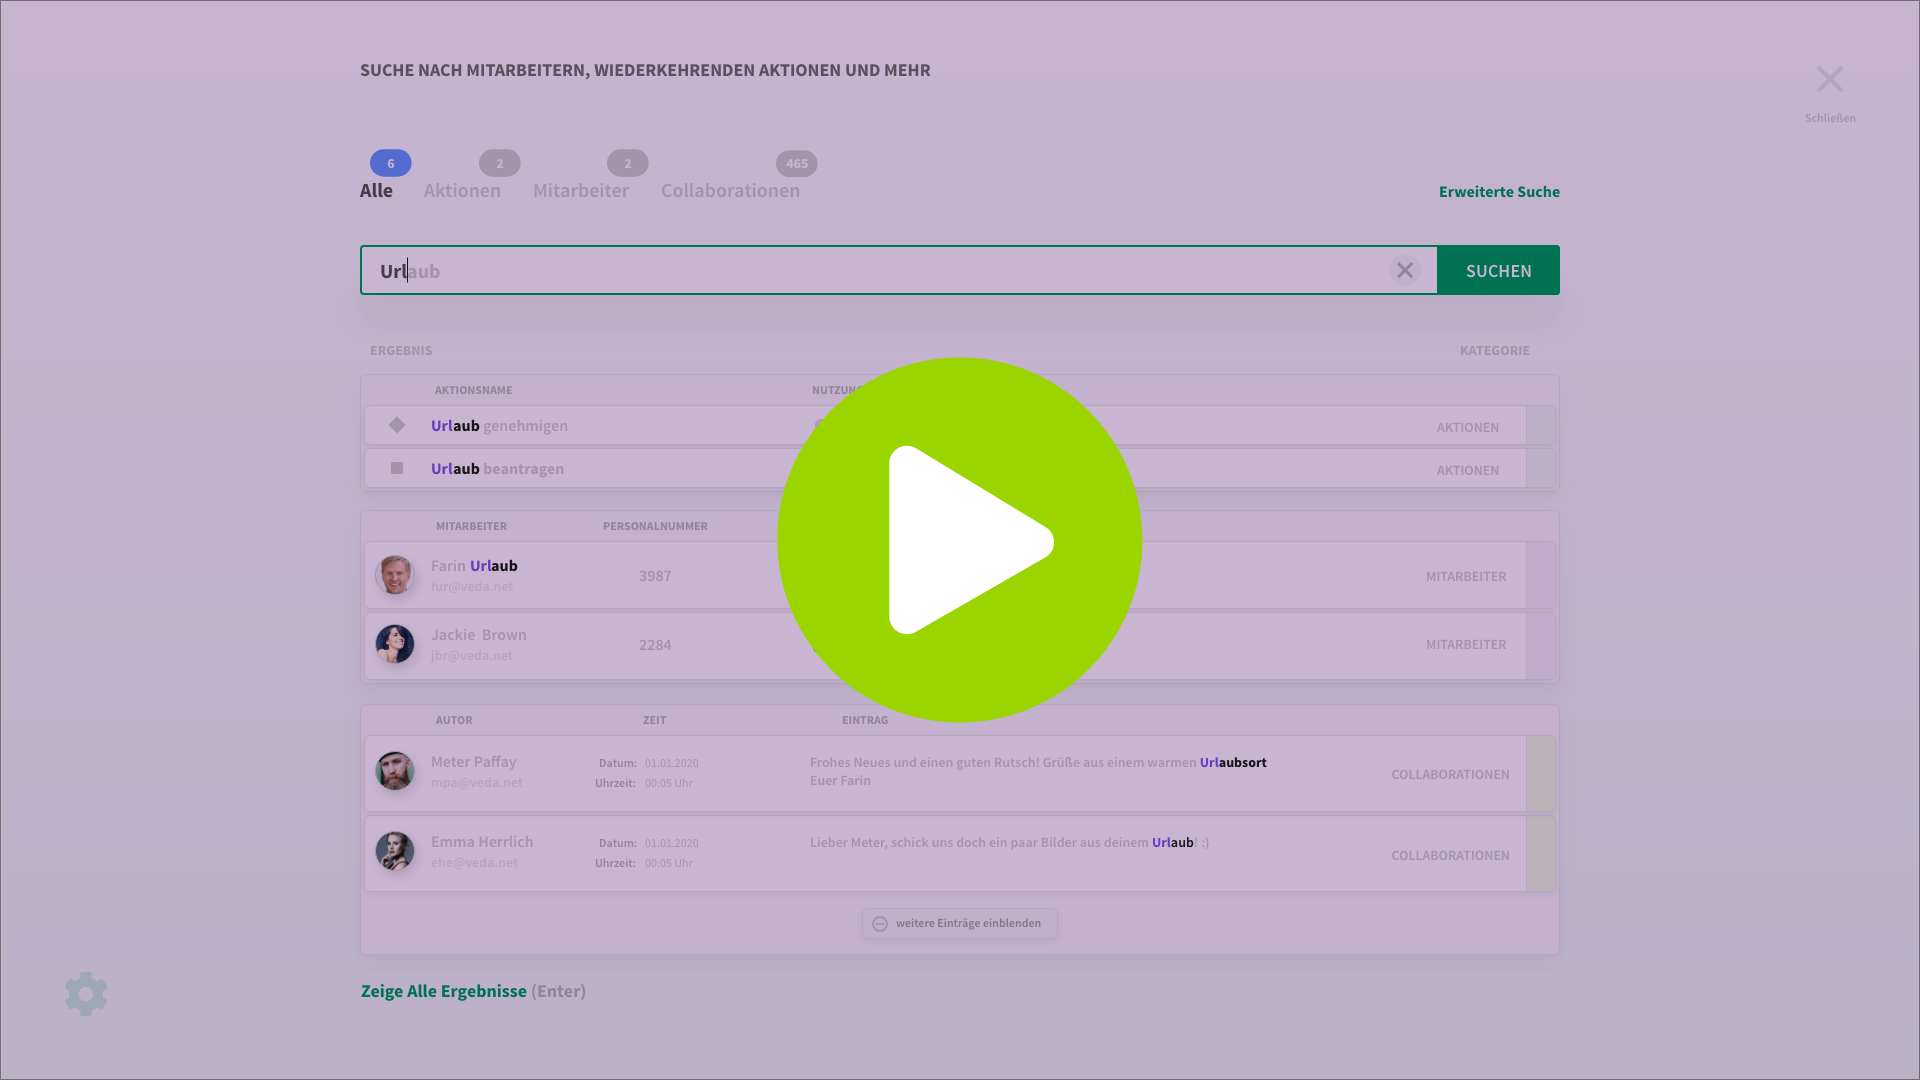 SUCHE NACH MITARBEITERN, WIEDERKEHRENDEN AKTIONEN UND MEHR
Schließen
6 2 2 465
Alle Aktionen Mitarbeiter Collaborationen
Erweiterte Suche
Urlaub
SUCHEN
ERGEBNIS KATEGORIE
AKTIONSNAME
Urlaub genehmigen AKTIONEN
Urlaub beantragen AKTIONEN
MITARBEITER PERSONALNUMMER
Farin Urlaub
fur@veda.net
3987 MITARBEITER
Jackie Brown
jbr@veda.net
2284 MITARBEITER
AUTOR ZEIT EINTRAG
Meter Paffay
mpa@veda.net
Datum: 01.01.2020
Uhrzeit: 00:05 Uhr
Frohes Neues und einen guten Rutsch! Grüße aus einem warmen Urlaubsort
Euer Farin
COLLABORATIONEN
Emma Herrlich
ehe@veda.net
Datum: 01.01.2020
Uhrzeit: 00:05 Uhr
Lieber Meter, schick uns doch ein paar Bilder aus deinem Urlaub! :)
COLLABORATIONEN
weitere Einträge einblenden
Zeige Alle Ergebnisse (Enter)